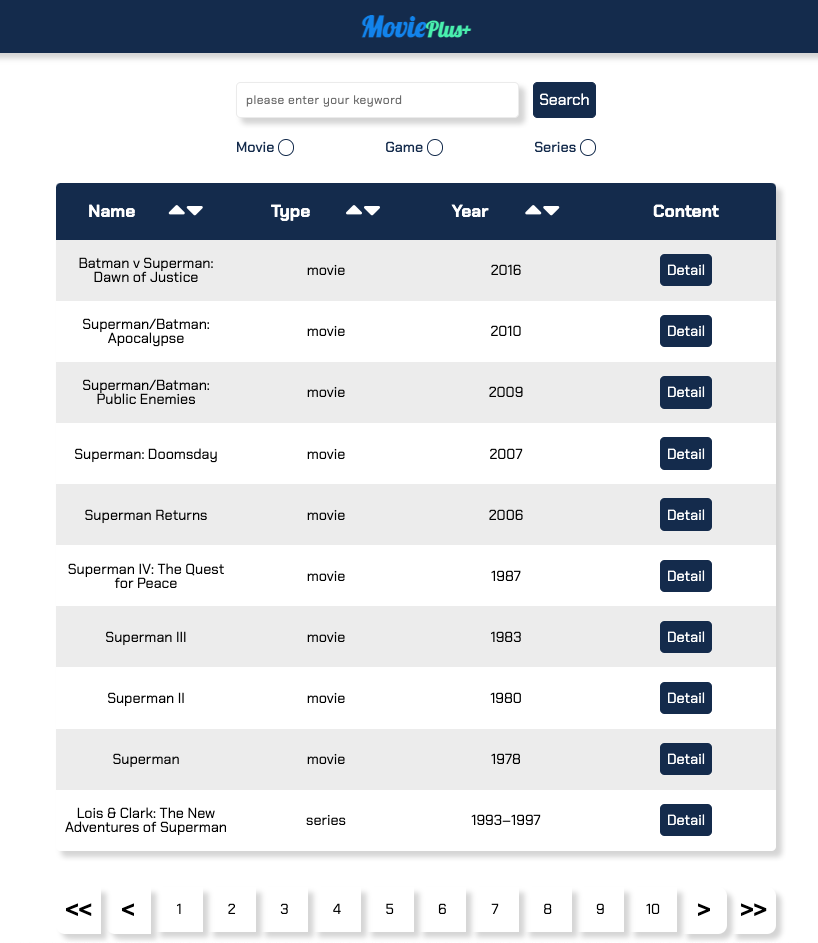 MoviePlus+
please enter your keyword
Search
Movie Game Series
Name Type Year Content
Batman v Superman:
Dawn of Justice
movie 2016 Detail
Superman/Batman:
Apocalypse
movie 2010 Detail
Superman/Batman:
Public Enemies
movie 2009 Detail
Superman: Doomsday movie 2007 Detail
Superman Returns movie 2006 Detail
Superman IV: The Quest
for Peace
movie 1987 Detail
Superman III movie 1983 Detail
Superman II movie 1980 Detail
Superman movie 1978 Detail
Lois & Clark: The New
Adventures of Superman
series 1993–1997 Detail
<< < 1 2 3 4 5 6 7 8 9 10 > >>